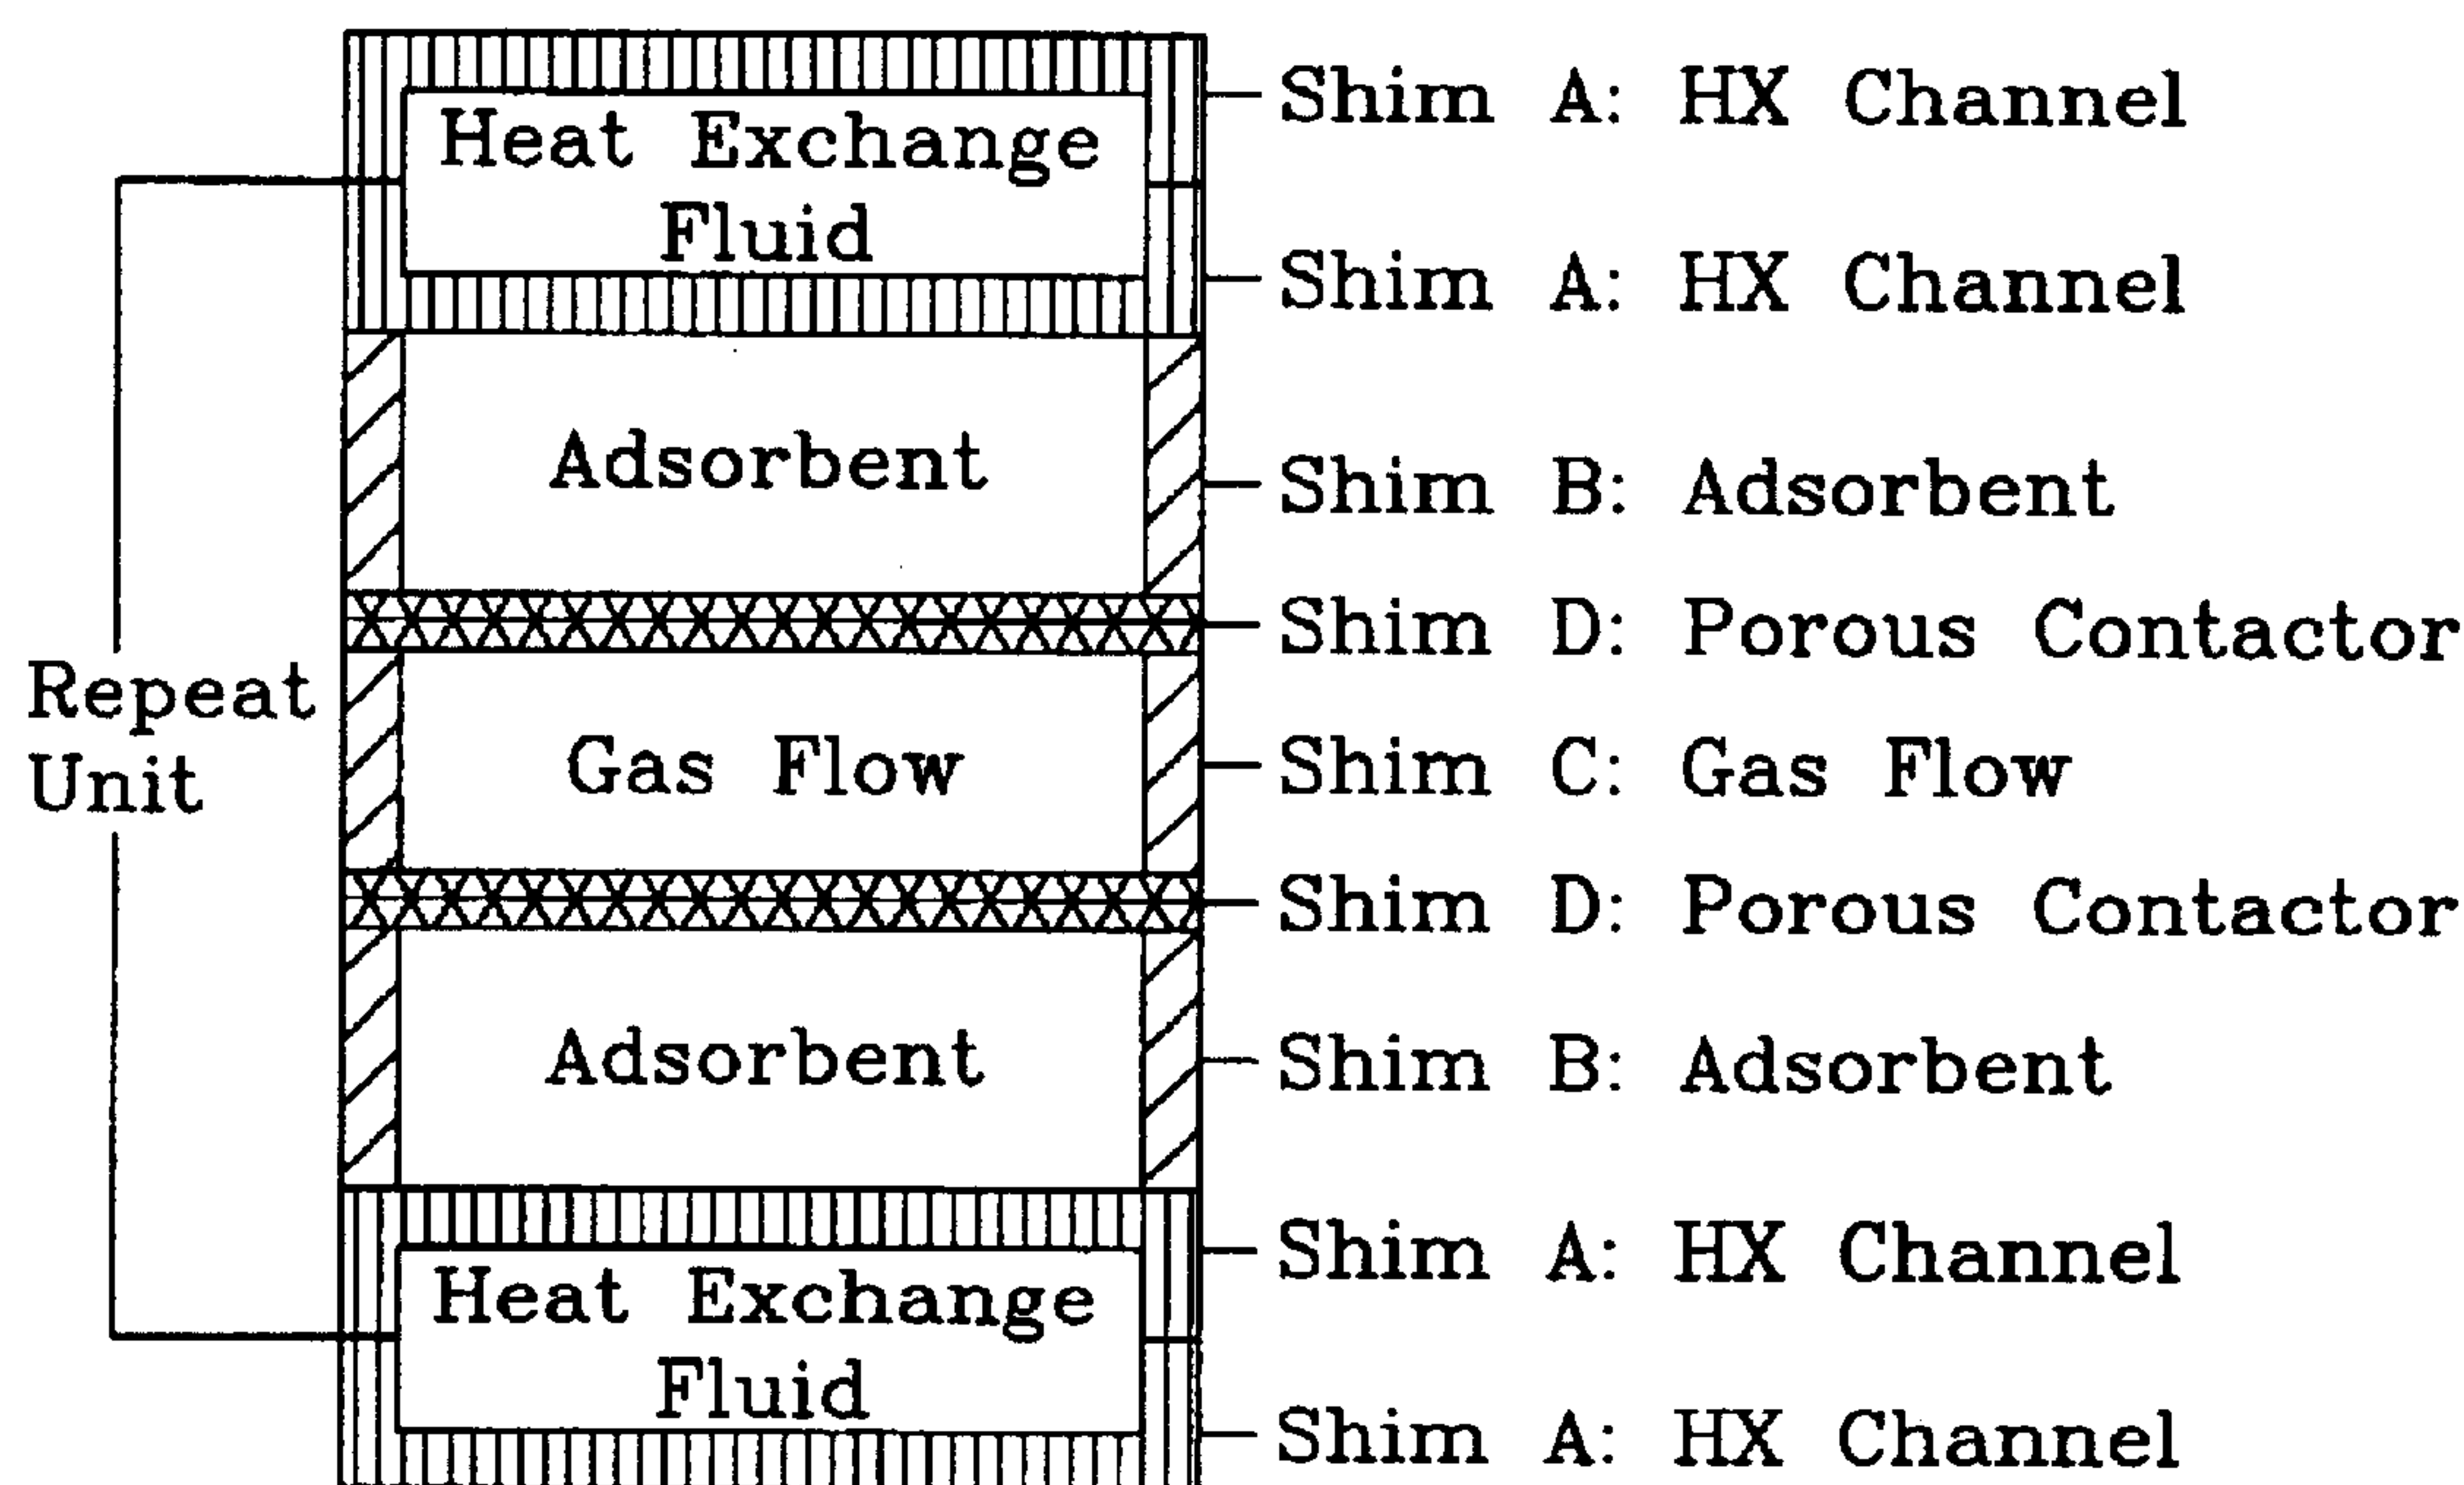 Heat Exchange
Fluid
Shim A: HX Channel
Shim A: HX Channel
Adsorbent
Shim B: Adsorbent
Shim D: Porous Contactor
Repeat
Unit
Gas Flow
Shim C: Gas Flow
Shim D: Porous Contactor
Adsorbent
Shim B: Adsorbent
Shim A: HX Channel
Heat Exchange
Fluid
Shim A: HX Channel